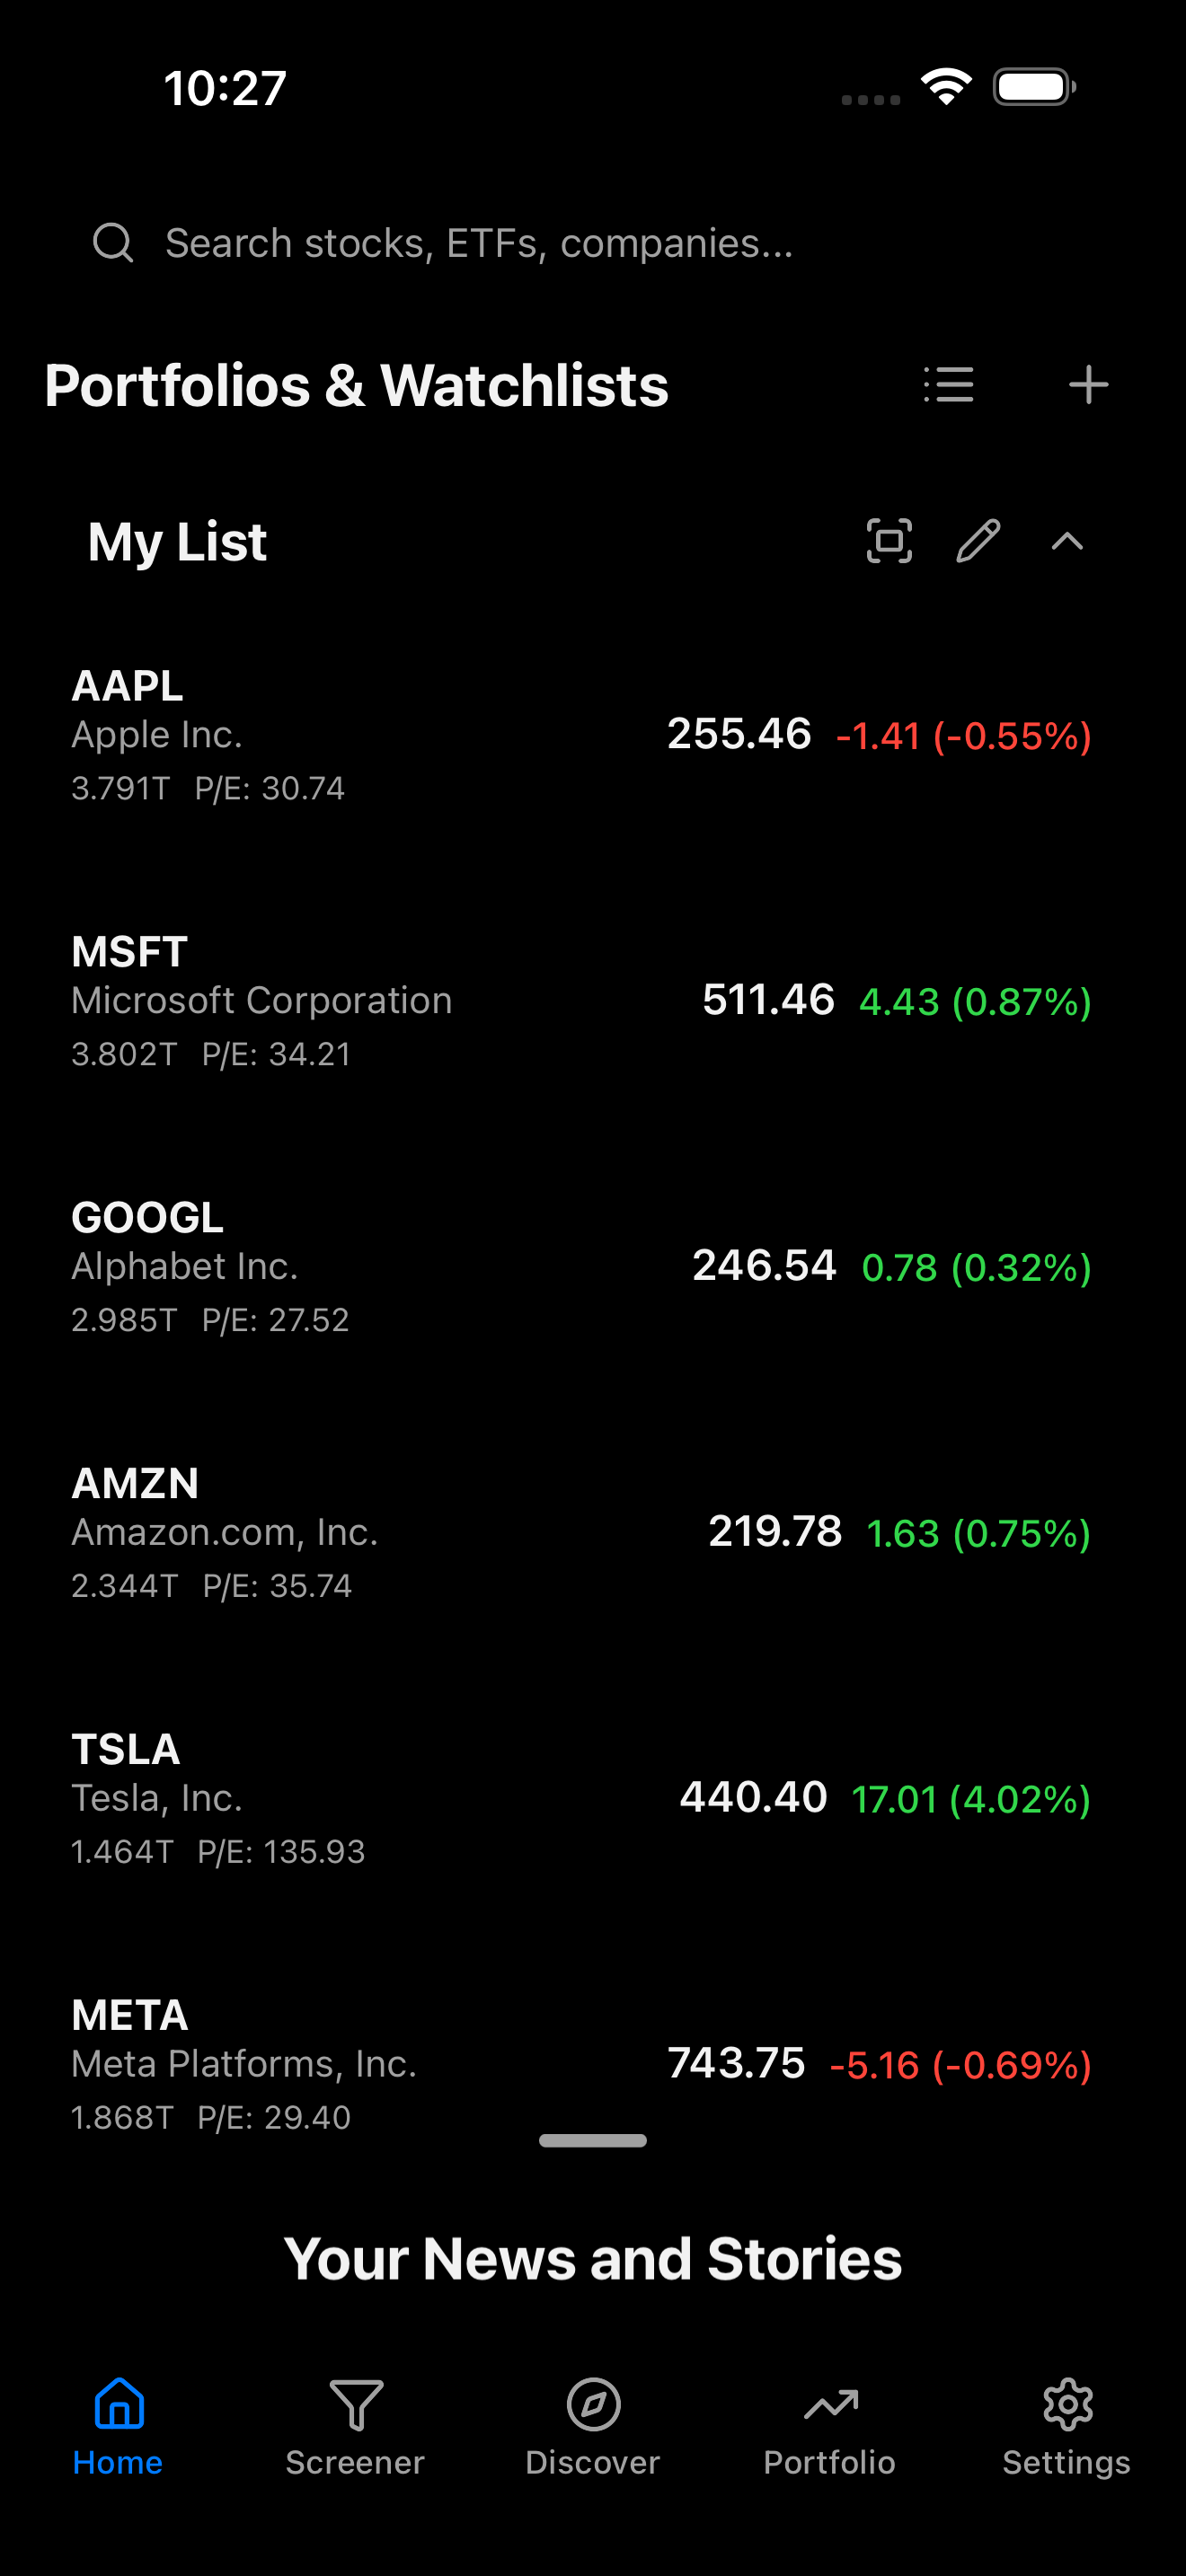 10:27
Search stocks, ETFs, companies...
Portfolios & Watchlists
My List
AAPL
Apple Inc.
255.46 -1.41 (-0.55%)
3.791T P/E: 30.74
MSFT
Microsoft Corporation
511.46 4.43 (0.87%)
3.802T P/E: 34.21
GOOGL
Alphabet Inc.
246.54 0.78 (0.32%)
2.985T P/E: 27.52
AMZN
Amazon.com, Inc.
219.78 1.63 (0.75%)
2.344T P/E: 35.74
TSLA
Tesla, Inc.
440.40 17.01 (4.02%)
1.464T P/E: 135.93
META
Meta Platforms, Inc.
743.75 -5.16 (-0.69%)
1.868T P/E: 29.40
Your News and Stories
Home Screener Discover Portfolio Settings